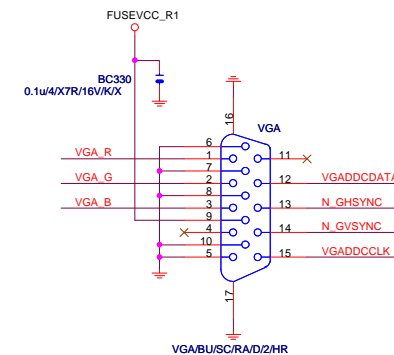 FUSEVCC_R1
BC330
0.1u/4/X7R/16V/K/X
16
VGA
6
VGA_R
1
11
7
VGA_G
2
12
VGADDCDATA
8
VGA_B
3
13
N_GHSYNC
9
4
14
N_GVSYNC
10
5
15
VGADDCCLK
17
VGA/BU/SC/RA/D/2/HR